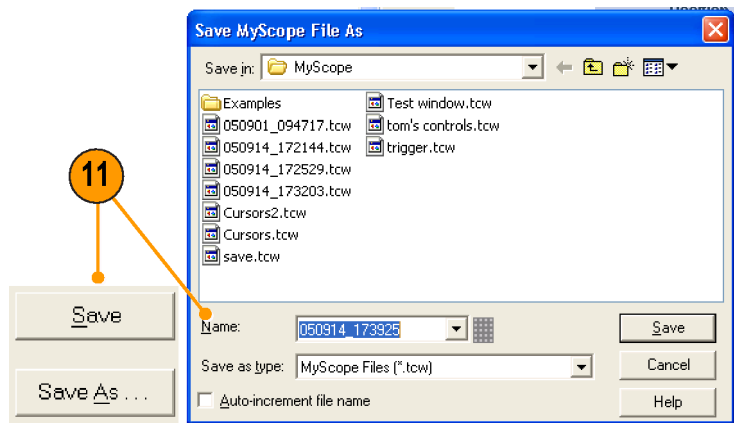 Save MyScope File As
Save in: MyScope
Examples
050901_094717.tcw
050914_172144.tcw
050914_172529.tcw
050914_173203.tcw
Cursors2.tcw
Cursors.tcw
save.tcw
Test window.tcw
tom's controls.tcw
trigger.tcw
11
Save
Save As . . .
Name: 050914_173925 Save
Save as type: MyScope Files (*.tcw) Cancel
Auto-increment file name Help